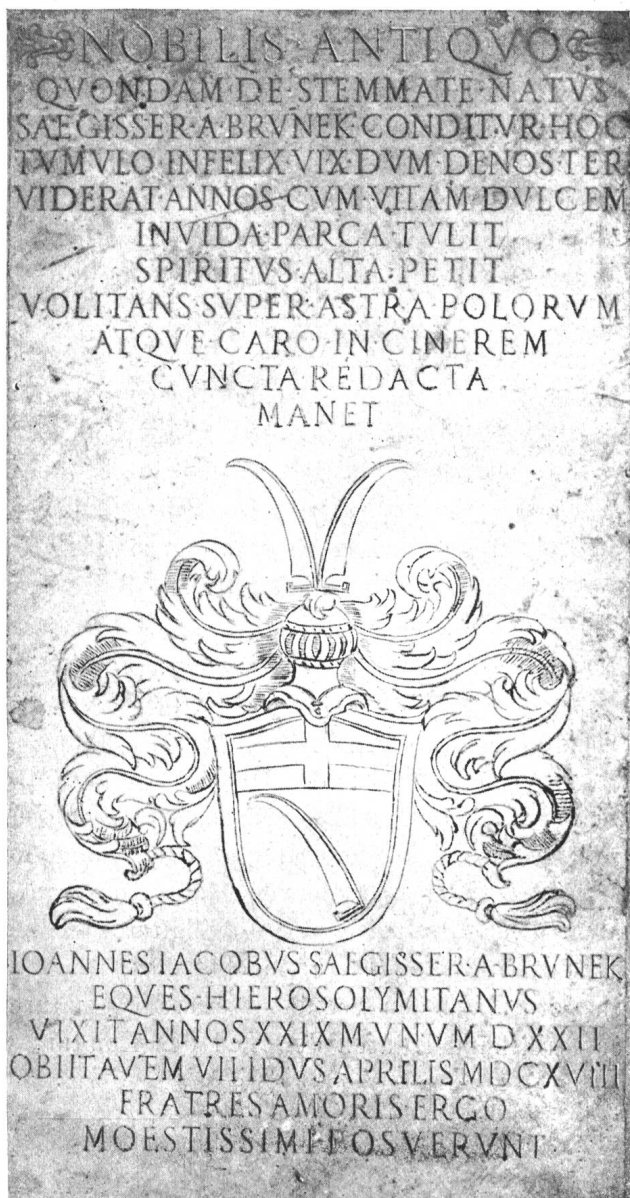 NOBILIS·ANTIQVO
QVONDAM·DE·STEMMATE·NATVS
SAEGISSER·A·BRVNEK·CONDITVR·HOC
TVMVLO·INFELIX·VIX·DVM·DENOS·TER
VIDERAT·ANNOS·CVM·VITAM·DVLCEM
INVIDA·PARCA·TVLIT
SPIRITVS·ALTA·PETIT
VOLITANS·SVPER·ASTRA·POLORVM
ATQVE·CARO·IN·CINEREM
CVNCTA·REDACTA
MANET
IOANNES IACOBVS SAEGISSER·A·BRVNEK
EQVES·HIEROSOLYMITANVS
VIXIT ANNOS XXIX M VNVM D XXII
OBIIT AVTEM VII·IDVS APRILIS MDCXVIII
FRATRES AMORIS ERGO
MOESTISSIMI POSVERVNT